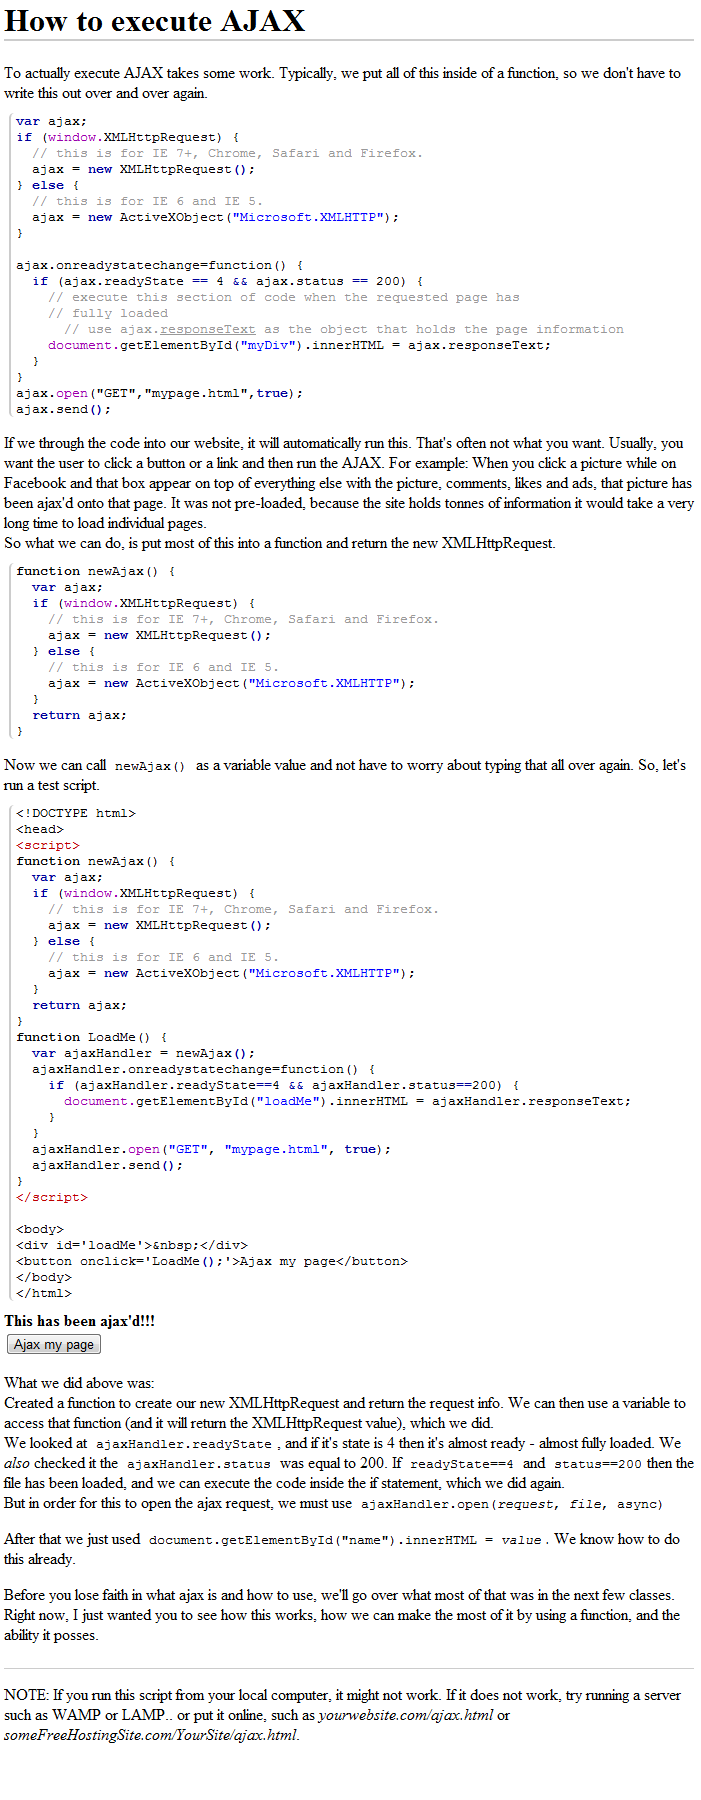 How to execute AJAX
To actually execute AJAX takes some work. Typically, we put all of this inside of a function, so we don't have to
write this out over and over again.
var ajax;
if (window.XMLHttpRequest) {
  // this is for IE 7+, Chrome, Safari and Firefox.
  ajax = new XMLHttpRequest();
} else {
  // this is for IE 6 and IE 5.
  ajax = new ActiveXObject("Microsoft.XMLHTTP");
}
ajax.onreadystatechange=function() {
  if (ajax.readyState == 4 && ajax.status == 200) {
    // execute this section of code when the requested page has
    // fully loaded
      // use ajax.responseText as the object that holds the page information
    document.getElementById("myDiv").innerHTML = ajax.responseText;
  }
}
ajax.open("GET","mypage.html",true);
ajax.send();
If we through the code into our website, it will automatically run this. That's often not what you want. Usually, you
want the user to click a button or a link and then run the AJAX. For example: When you click a picture while on
Facebook and that box appear on top of everything else with the picture, comments, likes and ads, that picture has
been ajax'd onto that page. It was not pre-loaded, because the site holds tonnes of information it would take a very
long time to load individual pages.
So what we can do, is put most of this into a function and return the new XMLHttpRequest.
function newAjax() {
  var ajax;
  if (window.XMLHttpRequest) {
    // this is for IE 7+, Chrome, Safari and Firefox.
    ajax = new XMLHttpRequest();
  } else {
    // this is for IE 6 and IE 5.
    ajax = new ActiveXObject("Microsoft.XMLHTTP");
  }
  return ajax;
}
Now we can call newAjax() as a variable value and not have to worry about typing that all over again. So, let's
run a test script.
<!DOCTYPE html>
<head>
<script>
function newAjax() {
  var ajax;
  if (window.XMLHttpRequest) {
    // this is for IE 7+, Chrome, Safari and Firefox.
    ajax = new XMLHttpRequest();
  } else {
    // this is for IE 6 and IE 5.
    ajax = new ActiveXObject("Microsoft.XMLHTTP");
  }
  return ajax;
}
function LoadMe() {
  var ajaxHandler = newAjax();
  ajaxHandler.onreadystatechange=function() {
    if (ajaxHandler.readyState==4 && ajaxHandler.status==200) {
      document.getElementById("loadMe").innerHTML = ajaxHandler.responseText;
    }
  }
  ajaxHandler.open("GET", "mypage.html", true);
  ajaxHandler.send();
}
</script>
<body>
<div id='loadMe'>&nbsp;</div>
<button onclick='LoadMe();'>Ajax my page</button>
</body>
</html>
This has been ajax'd!!!
Ajax my page
What we did above was:
Created a function to create our new XMLHttpRequest and return the request info. We can then use a variable to
access that function (and it will return the XMLHttpRequest value), which we did.
We looked at ajaxHandler.readyState , and if it's state is 4 then it's almost ready - almost fully loaded. We
also checked it the ajaxHandler.status was equal to 200. If readyState==4 and status==200 then the
file has been loaded, and we can execute the code inside the if statement, which we did again.
But in order for this to open the ajax request, we must use ajaxHandler.open(request, file, async)
After that we just used document.getElementById("name").innerHTML = value . We know how to do
this already.
Before you lose faith in what ajax is and how to use, we'll go over what most of that was in the next few classes.
Right now, I just wanted you to see how this works, how we can make the most of it by using a function, and the
ability it posses.
NOTE: If you run this script from your local computer, it might not work. If it does not work, try running a server
such as WAMP or LAMP.. or put it online, such as yourwebsite.com/ajax.html or
someFreeHostingSite.com/YourSite/ajax.html.